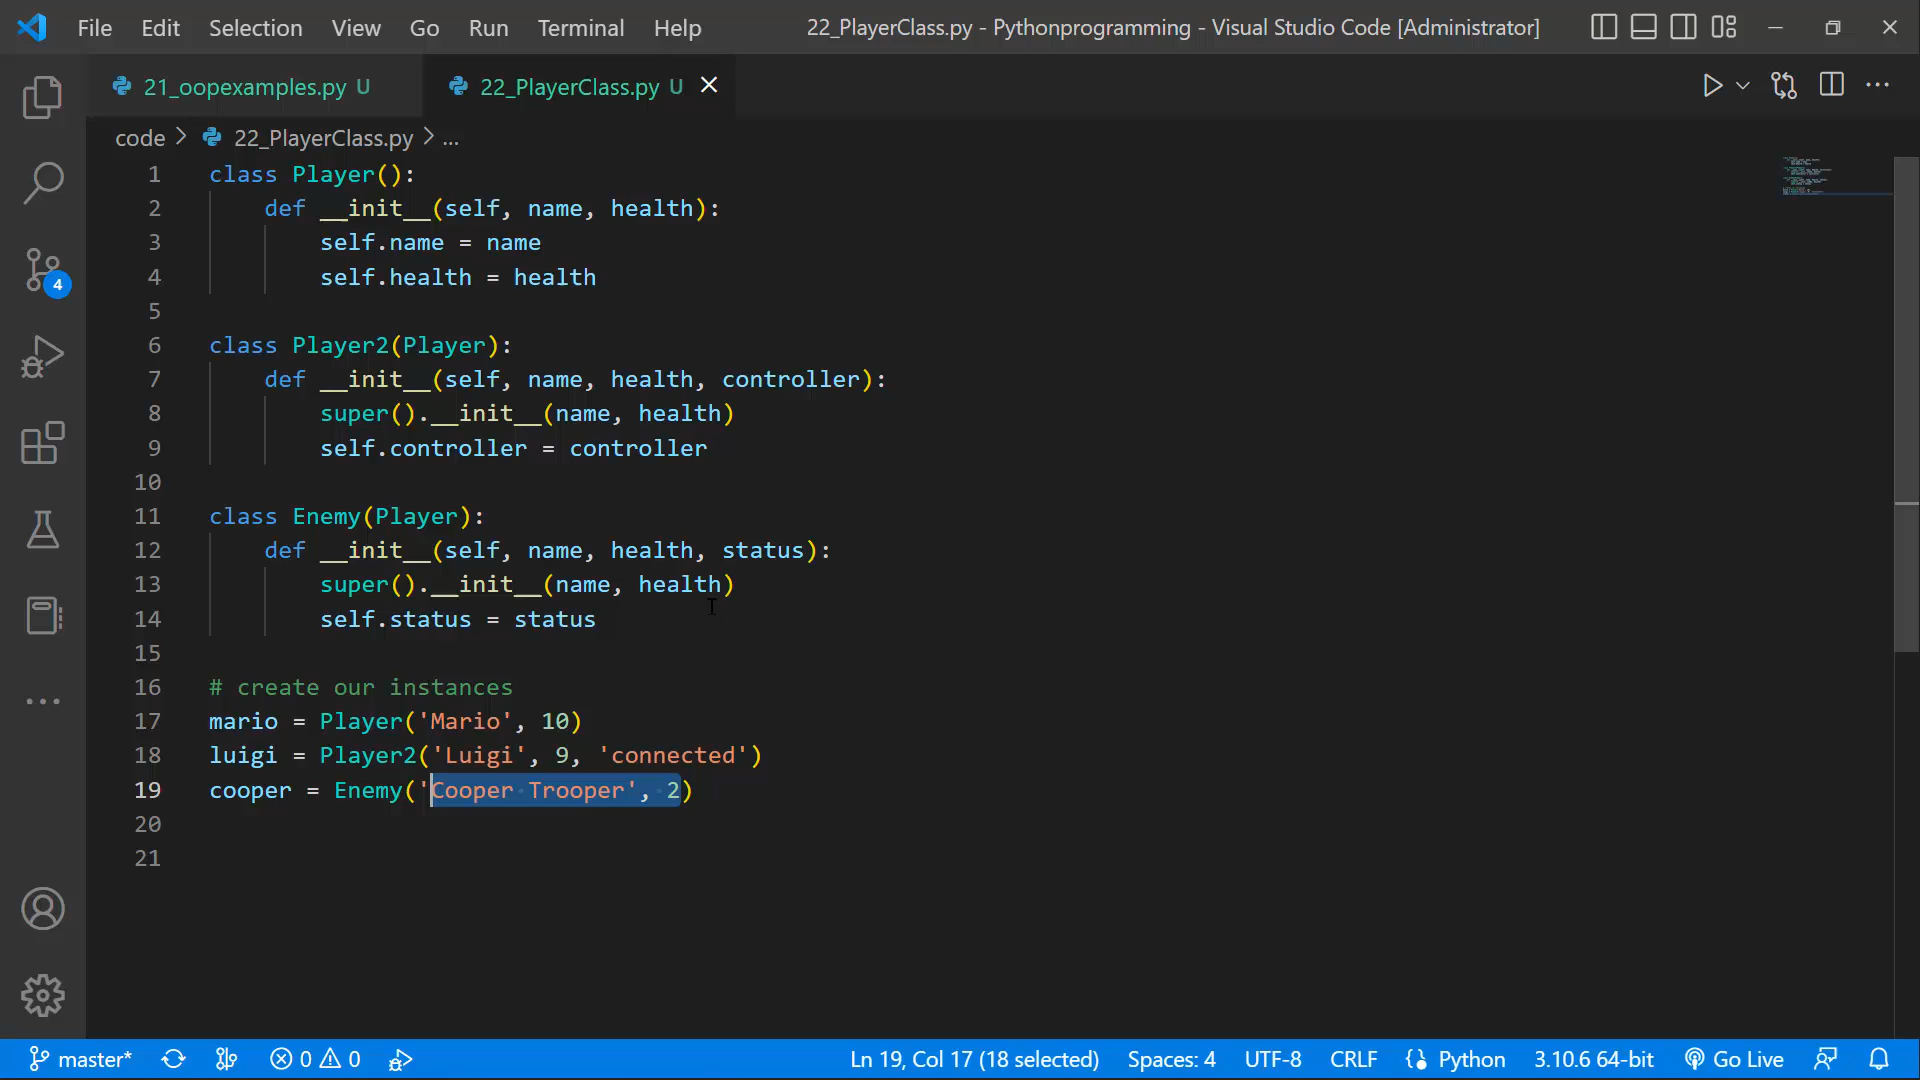 File Edit Selection View Go Run Terminal Help 22_PlayerClass.py - Pythonprogramming - Visual Studio Code [Administrator]
21_oopexamples.py U 22_PlayerClass.py U
code > 22_PlayerClass.py > ...
1 class Player():
2 def __init__(self, name, health):
3 self.name = name
4 self.health = health
5
6 class Player2(Player):
7 def __init__(self, name, health, controller):
8 super().__init__(name, health)
9 self.controller = controller
10
11 class Enemy(Player):
12 def __init__(self, name, health, status):
13 super().__init__(name, health)
14 self.status = status
15
16 # create our instances
17 mario = Player('Mario', 10)
18 luigi = Player2('Luigi', 9, 'connected')
19 cooper = Enemy('Cooper Trooper', 2)
20
21
4
master* 0 0 Ln 19, Col 17 (18 selected) Spaces: 4 UTF-8 CRLF Python 3.10.6 64-bit Go Live